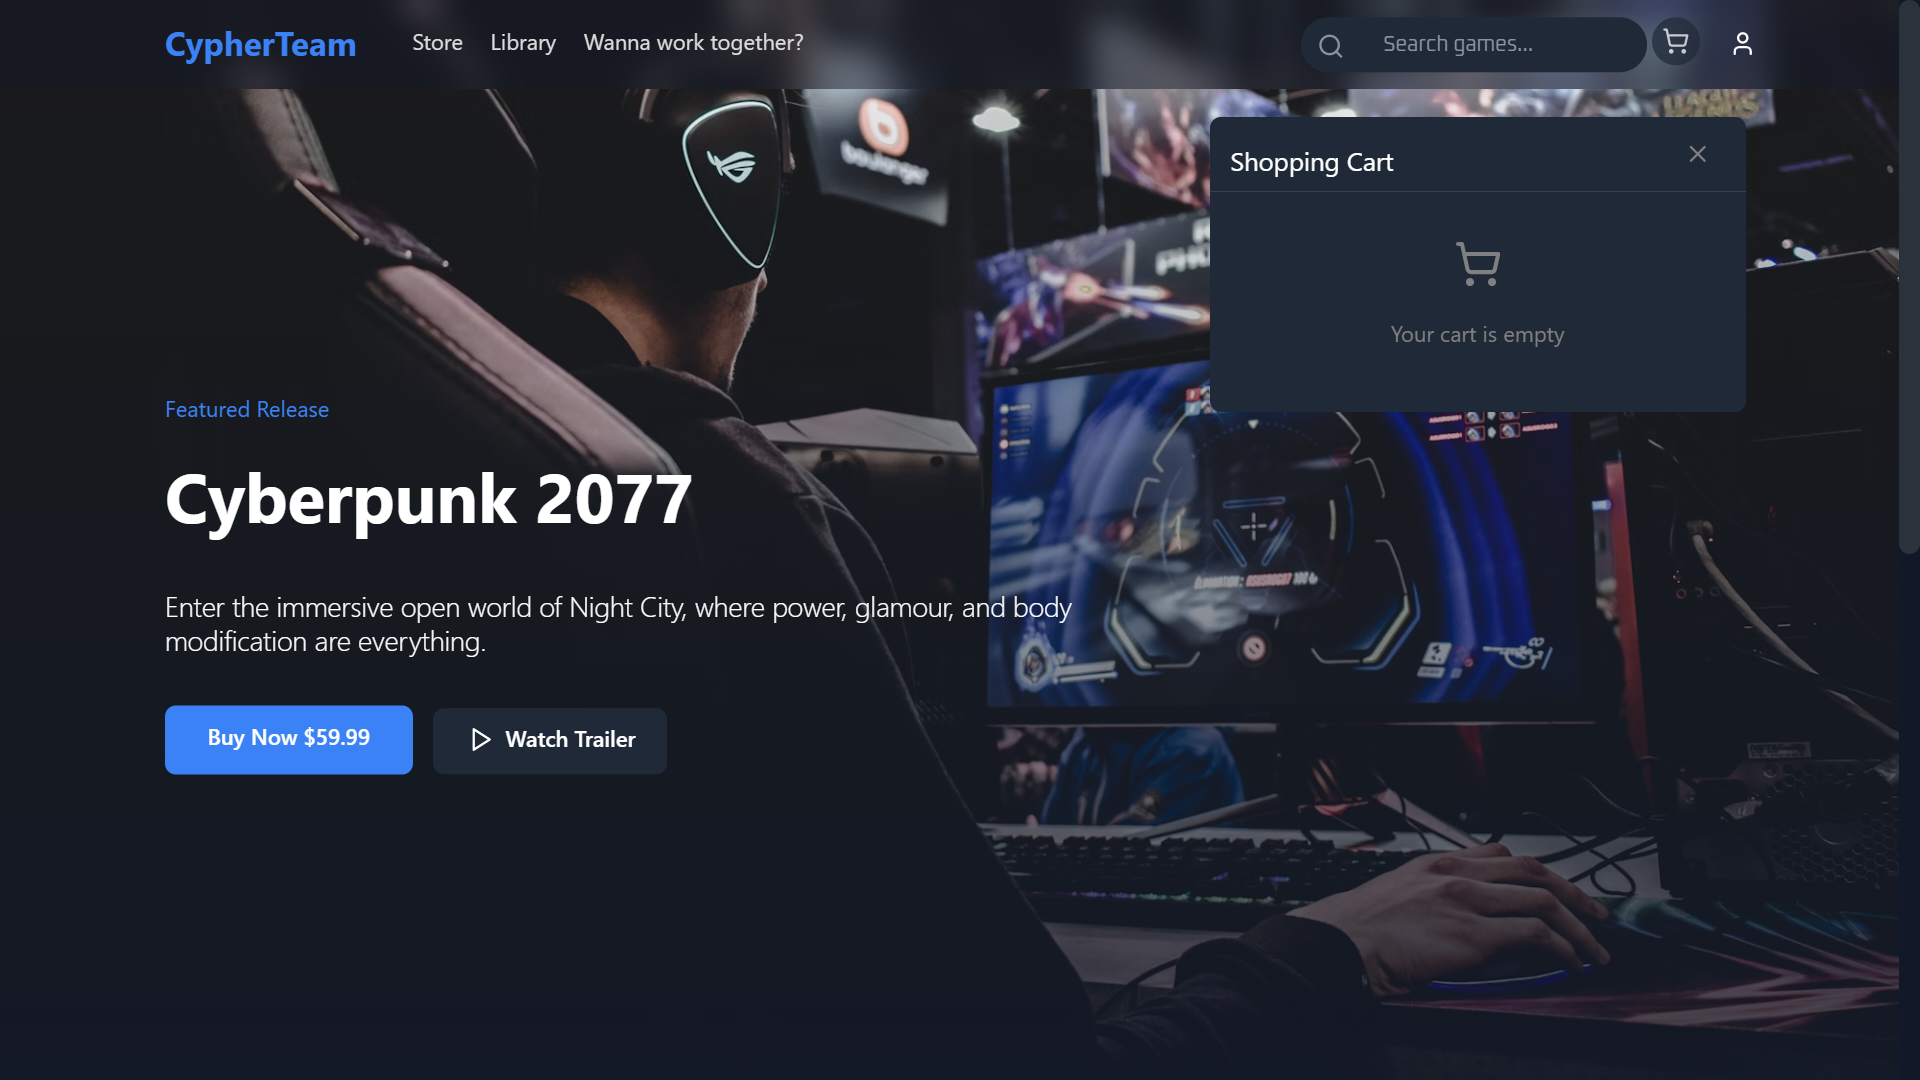 CypherTeam
Store
Library
Wanna work together?
Search games...
Shopping Cart
Your cart is empty
boulanger
Featured Release
Cyberpunk 2077
Enter the immersive open world of Night City, where power, glamour, and body
modification are everything.
Buy Now $59.99
Watch Trailer